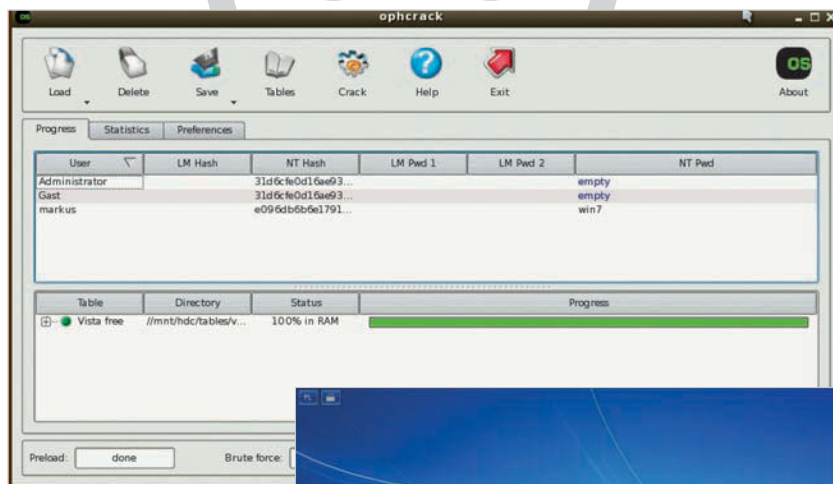 ophcrack
Load Delete Save Tables Crack Help Exit About
OS
Progress Statistics Preferences
User LM Hash NT Hash LM Pwd 1 LM Pwd 2 NT Pwd
Administrator 31d6cfe0d16ae93... empty
Gast 31d6cfe0d16ae93... empty
markus e096db6b6e1791... win7
Table Directory Status Progress
Vista free //mnt/hdc/tables/v... 100% in RAM
Preload: done Brute force: